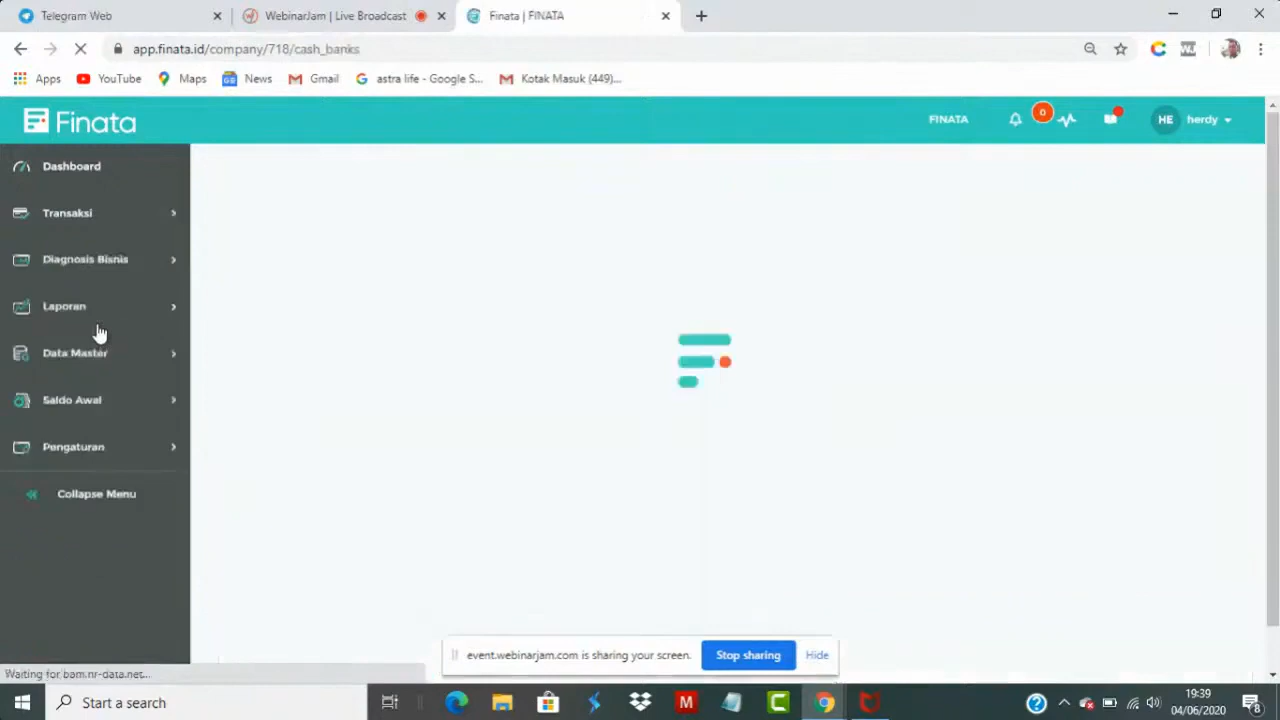 Telegram Web
WebinarJam | Live Broadcast
Finata | FINATA
app.finata.id/company/718/cash_banks
Apps
YouTube
Maps
News
Gmail
astra life - Google S...
Kotak Masuk (449)...
Finata
FINATA
0
HE
herdy
Dashboard
Transaksi
Diagnosis Bisnis
Laporan
Data Master
Saldo Awal
Pengaturan
Collapse Menu
event.webinarjam.com is sharing your screen.
Stop sharing
Hide
Waiting for bam.nr-data.net...
Start a search
19:39
04/06/2020
8